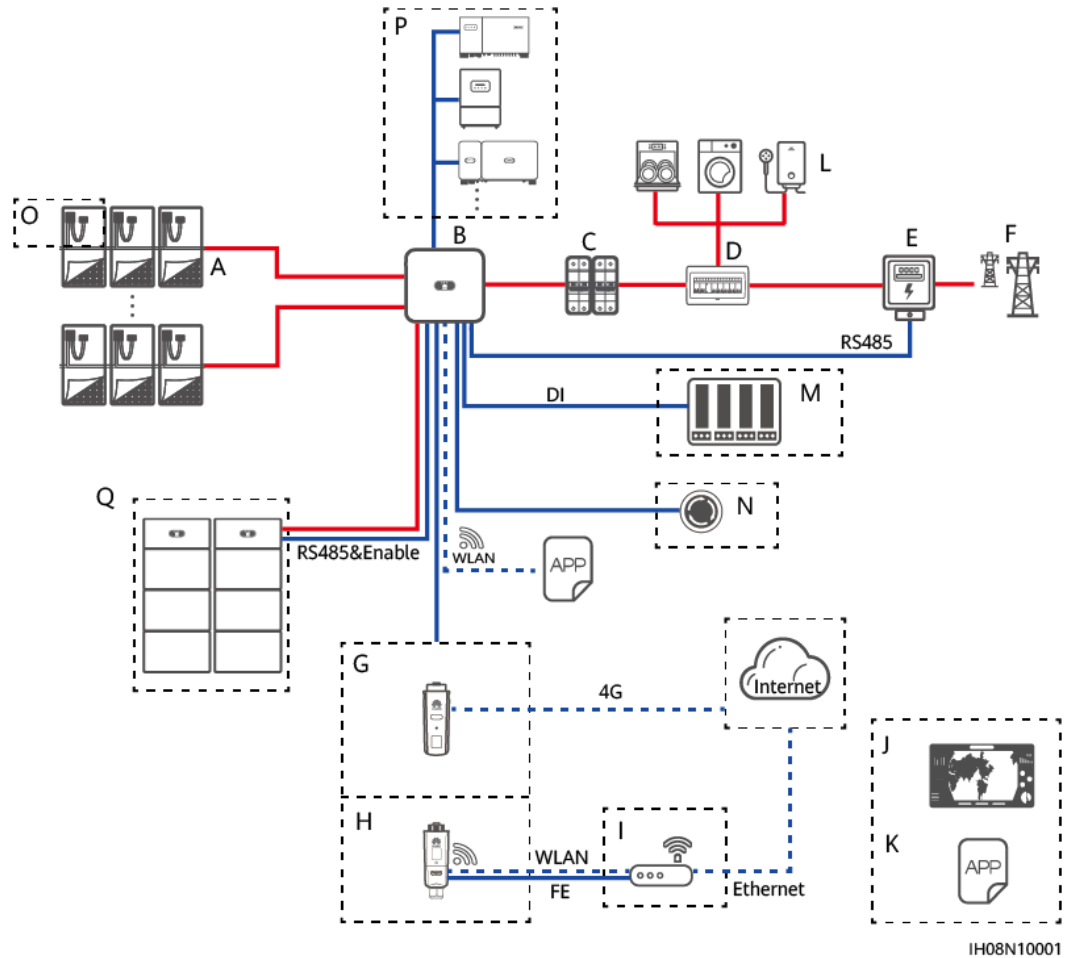 P
L
O
B
C
D
E
F
A
RS485
DI
M
Q
N
RS485&Enable
WLAN
APP
G
4G
Internet
J
H
I
K
WLAN
APP
FE
Ethernet
IH08N10001